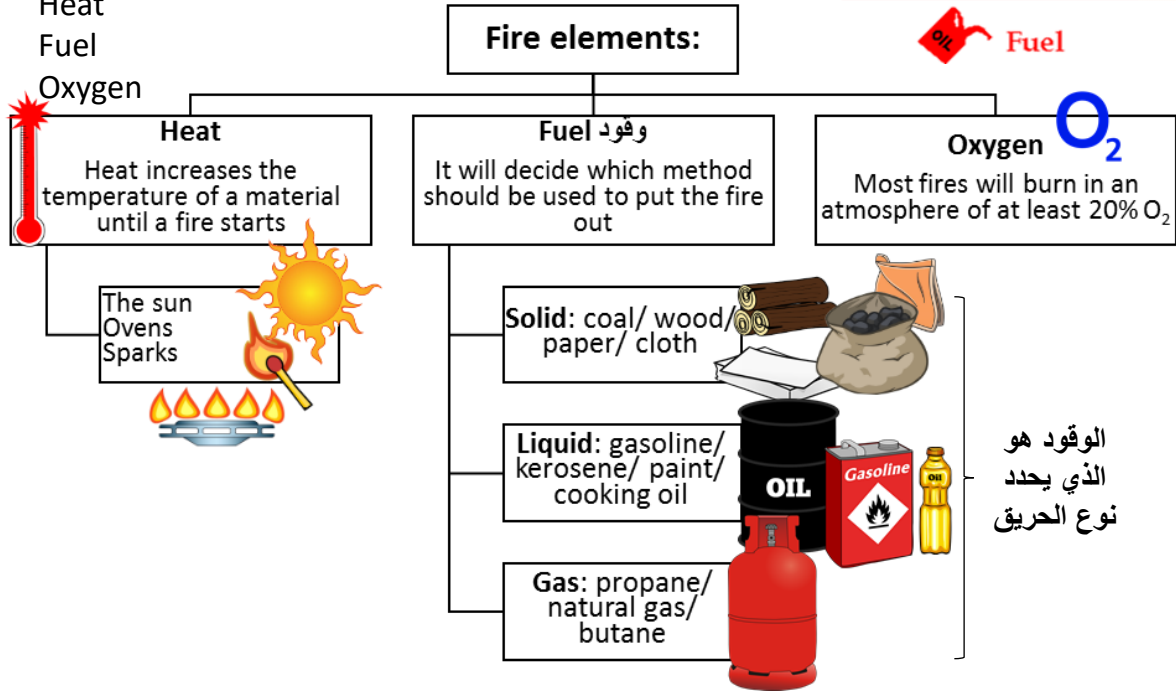 Heat
Fuel
Oxygen
Fire elements:
OIL
Fuel
Heat
Heat increases the
temperature of a material
until a fire starts
Fuel وقود
It will decide which method
should be used to put the fire
out
O2
Oxygen
Most fires will burn in an
atmosphere of at least 20% O2
The sun
Ovens
Sparks
Solid: coal/ wood/
paper/ cloth
Liquid: gasoline/
kerosene/ paint/
cooking oil
OIL
Gasoline
Oil
Gas: propane/
natural gas/
butane
الوقود هو
الذي يحدد
نوع الحريق